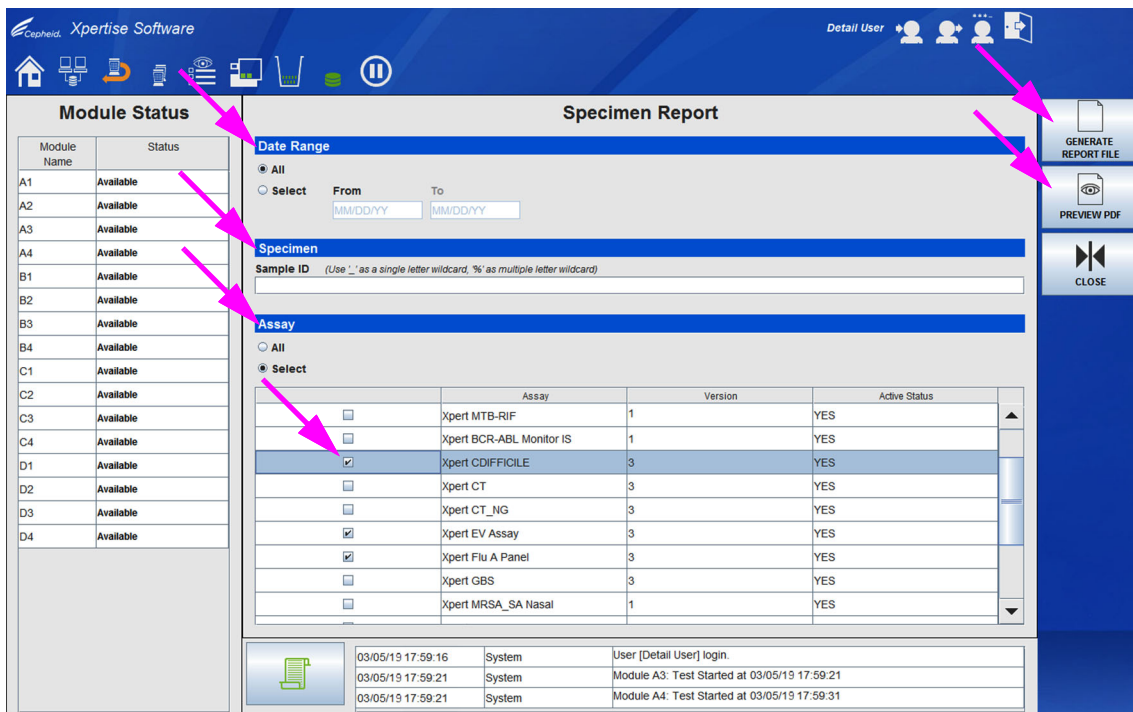 Cepheid. Xpertise Software
Detail User
Module Status
Module Name Status
A1 Available
A2 Available
A3 Available
A4 Available
B1 Available
B2 Available
B3 Available
B4 Available
C1 Available
C2 Available
C3 Available
C4 Available
D1 Available
D2 Available
D3 Available
D4 Available
Specimen Report
Date Range
All
Select From To
MM/DD/YY MM/DD/YY
Specimen
Sample ID (Use '_' as a single letter wildcard, '%' as multiple letter wildcard)
Assay
All
Select
Assay Version Active Status
Xpert MTB-RIF 1 YES
Xpert BCR-ABL Monitor IS 1 YES
Xpert CDIFFICILE 3 YES
Xpert CT 3 YES
Xpert CT_NG 3 YES
Xpert EV Assay 3 YES
Xpert Flu A Panel 3 YES
Xpert GBS 3 YES
Xpert MRSA_SA Nasal 1 YES
03/05/19 17:59:16 System User [Detail User] login.
03/05/19 17:59:21 System Module A3: Test Started at 03/05/19 17:59:21
03/05/19 17:59:21 System Module A4: Test Started at 03/05/19 17:59:31
GENERATE
REPORT FILE
PREVIEW PDF
CLOSE